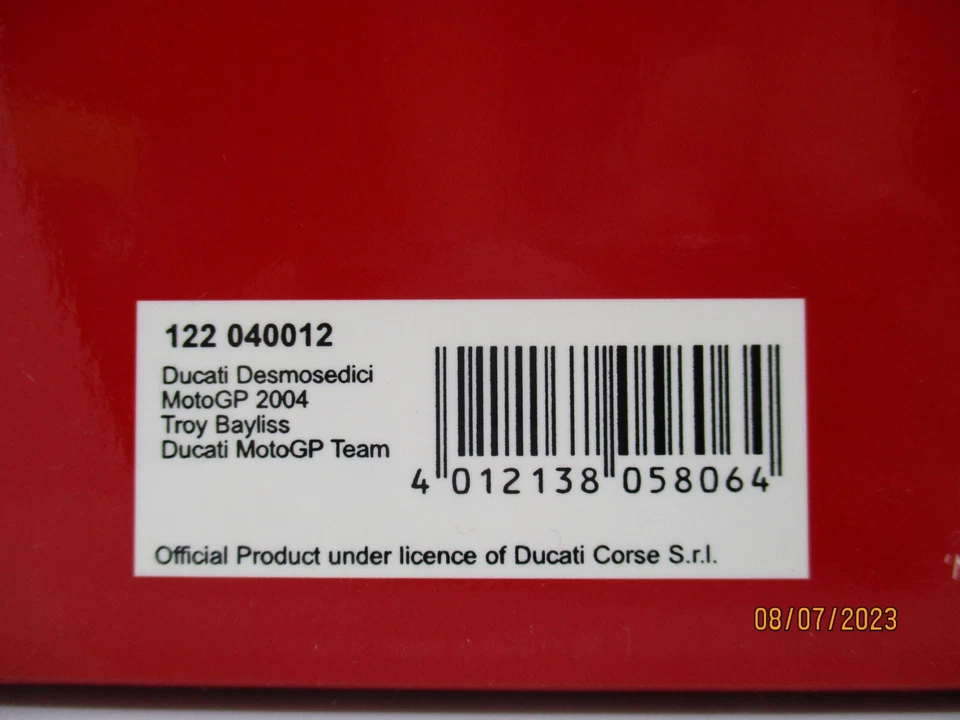 122 040012
Ducati Desmosedici
MotoGP 2004
Troy Bayliss
Ducati MotoGP Team
4 012138 058064
Official Product under licence of Ducati Corse S.r.l.
08/07/2023